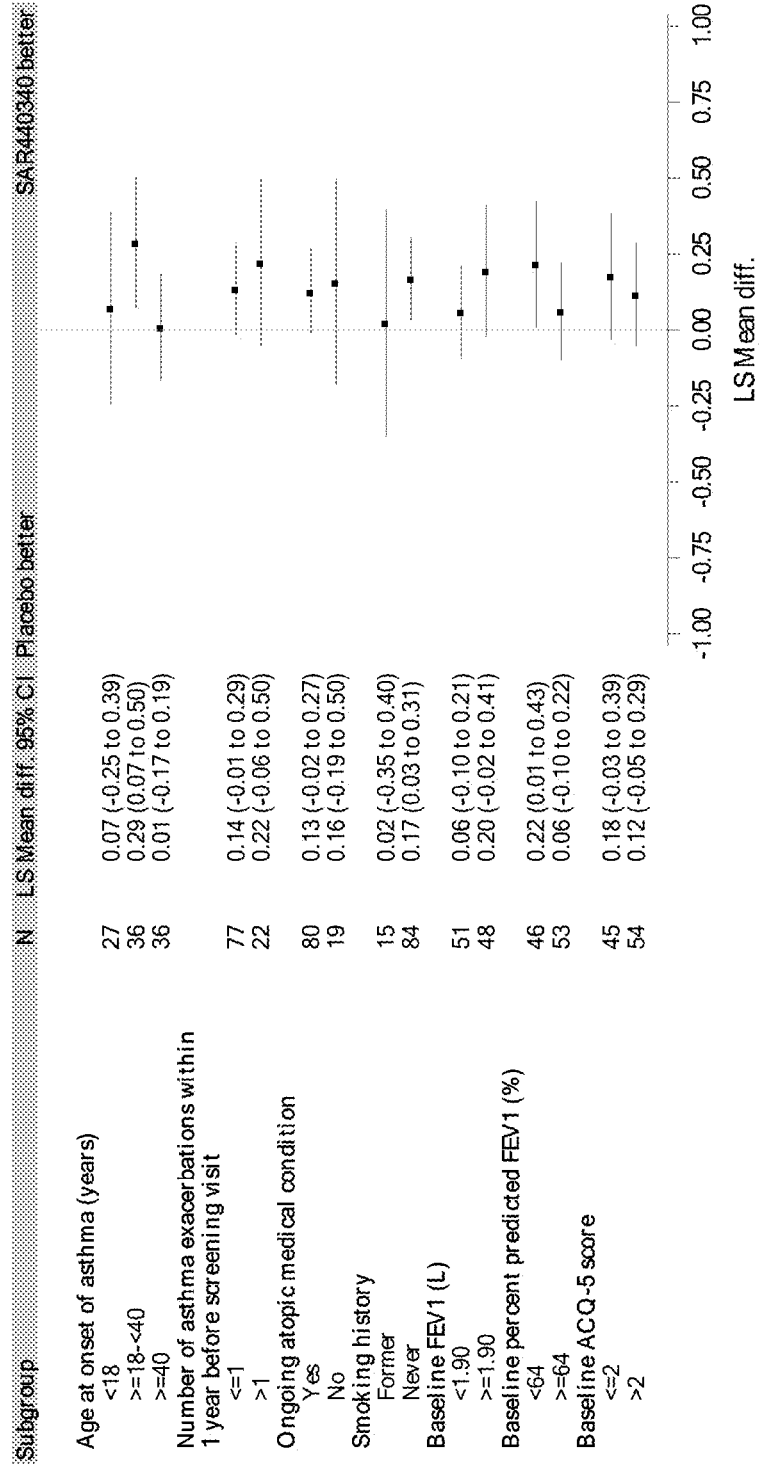 Subgroup N LS Mean diff. 95% CI Placebo better SAR440340 better
Age at onset of asthma (years)
<18 27 0.07 (-0.25 to 0.39)
>=18-<40 36 0.29 (0.07 to 0.50)
>=40 36 0.01 (-0.17 to 0.19)
Number of asthma exacerbations within
1 year before screening visit
<=1 77 0.14 (-0.01 to 0.29)
>1 22 0.22 (-0.06 to 0.50)
Ongoing atopic medical condition
Yes 80 0.13 (-0.02 to 0.27)
No 19 0.16 (-0.19 to 0.50)
Smoking history
Former 15 0.02 (-0.35 to 0.40)
Never 84 0.17 (0.03 to 0.31)
Baseline FEV1 (L)
<1.90 51 0.06 (-0.10 to 0.21)
>=1.90 48 0.20 (-0.02 to 0.41)
Baseline percent predicted FEV1 (%)
<64 46 0.22 (0.01 to 0.43)
>=64 53 0.06 (-0.10 to 0.22)
Baseline ACQ-5 score
<=2 45 0.18 (-0.03 to 0.39)
>2 54 0.12 (-0.05 to 0.29)
-1.00 -0.75 -0.50 -0.25 0.00 0.25 0.50 0.75 1.00
LS Mean diff.